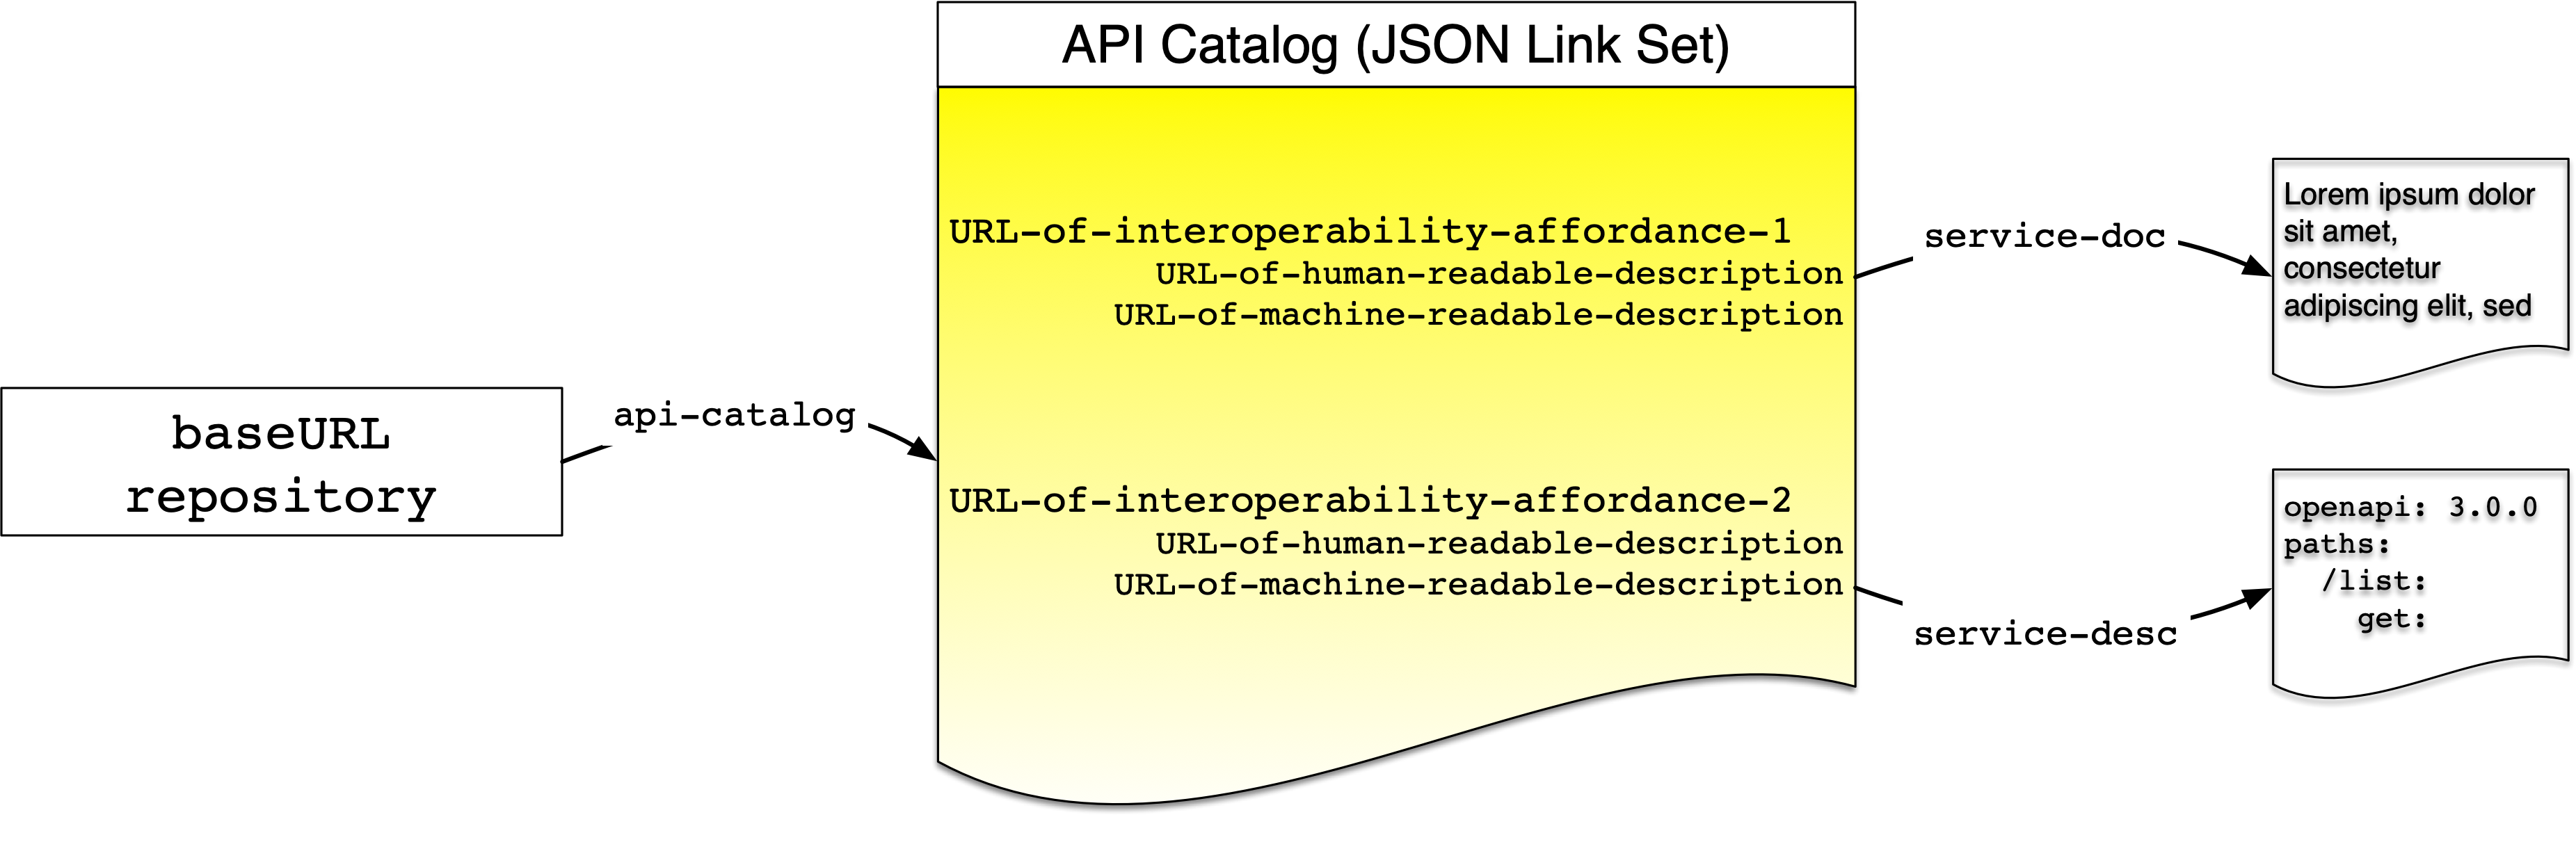 API Catalog (JSON Link Set)
baseURL
repository
api-catalog
URL-of-interoperability-affordance-1
URL-of-human-readable-description
URL-of-machine-readable-description
URL-of-interoperability-affordance-2
URL-of-human-readable-description
URL-of-machine-readable-description
service-doc
Lorem ipsum dolor
sit amet,
consectetur
adipiscing elit, sed
service-desc
openapi: 3.0.0
paths:
  /list:
    get: